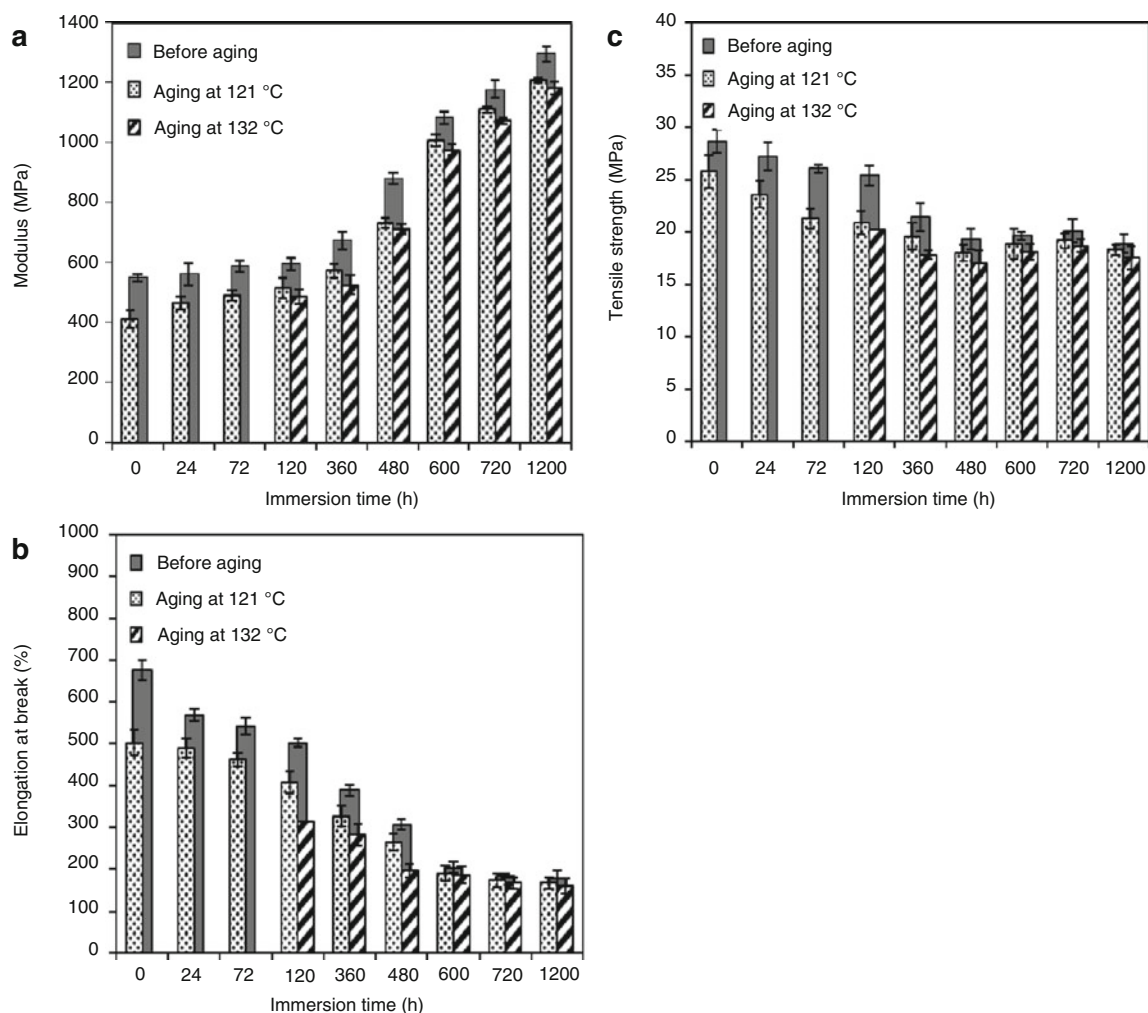 a
Modulus (MPa)
1400
1200
1000
800
600
400
200
0
Before aging
Aging at 121 °C
Aging at 132 °C
0 24 72 120 360 480 600 720 1200
Immersion time (h)
c
Tensile strength (MPa)
40
35
30
25
20
15
10
5
0
Before aging
Aging at 121 °C
Aging at 132 °C
0 24 72 120 360 480 600 720 1200
Immersion time (h)
b
Elongation at break (%)
1000
900
800
700
600
500
400
300
200
100
0
Before aging
Aging at 121 °C
Aging at 132 °C
0 24 72 120 360 480 600 720 1200
Immersion time (h)